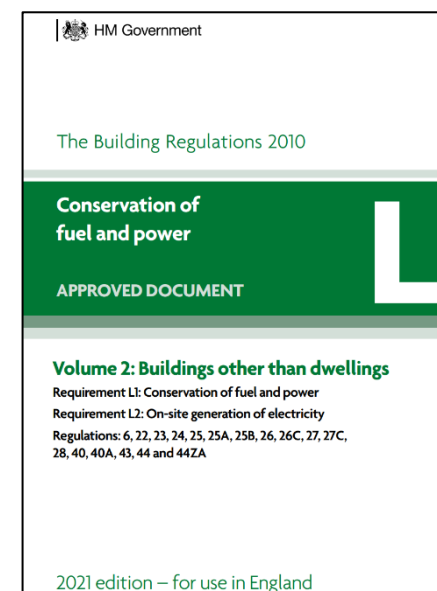 HM Government
The Building Regulations 2010
Conservation of
fuel and power
APPROVED DOCUMENT
L
Volume 2: Buildings other than dwellings
Requirement L1: Conservation of fuel and power
Requirement L2: On-site generation of electricity
Regulations: 6, 22, 23, 24, 25, 25A, 25B, 26, 26C, 27, 27C,
28, 40, 40A, 43, 44 and 44ZA
2021 edition – for use in England